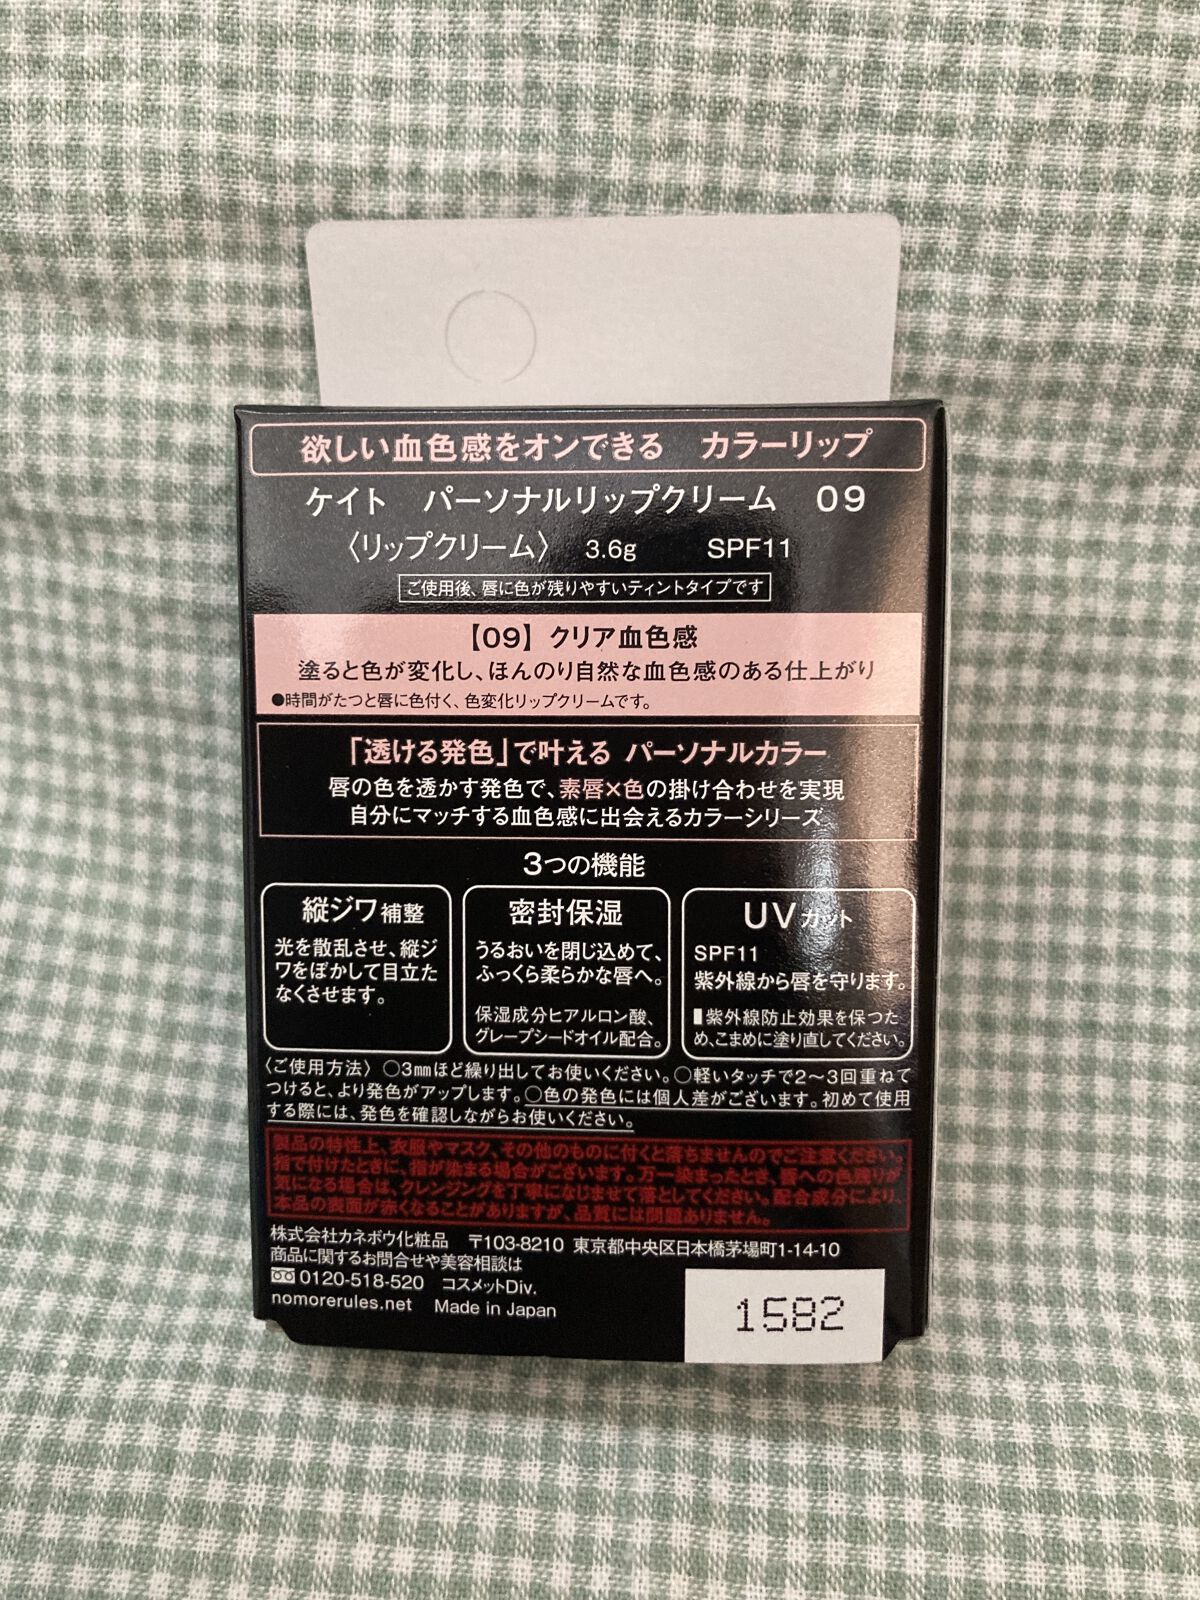 欲しい血色感をオンできる カラーリップ
ケイト パーソナルリップクリーム 09
〈リップクリーム〉 3.6g SPF11
ご使用後、唇に色が残りやすいティントタイプです
【09】クリア血色感
塗ると色が変化し、ほんのり自然な血色感のある仕上がり
●時間がたつと唇に色付く、色変化リップクリームです。
「透ける発色」で叶える パーソナルカラー
唇の色を透かす発色で、素唇×色の掛け合わせを実現
自分にマッチする血色感に出会えるカラーシリーズ
3つの機能
縦ジワ補整
光を散乱させ、縦ジ
ワをぼかして目立た
なくさせます。
密封保湿
うるおいを閉じ込めて、
ふっくら柔らかな唇へ。
保湿成分ヒアルロン酸、
グレープシードオイル配合。
UVカット
SPF11
紫外線から唇を守ります。
■紫外線防止効果を保つた
め、こまめに塗り直してください。
〈ご使用方法〉○3mmほど繰り出してお使いください。○軽いタッチで2～3回重ねて
つけると、より発色がアップします。○色の発色には個人差がございます。初めて使用
する際には、発色を確認しながらお使いください。
製品の特性上、衣服やマスク、その他のものに付くと落ちませんのでご注意ください。
指で付けたときに、指が染まる場合がございます。万一染まったとき、唇への色残りが
気になる場合は、クレンジングを丁寧になじませて落としてください。配合成分により、
本品の表面が赤くなることがありますが、品質には問題ありません。
株式会社カネボウ化粧品 〒103-8210 東京都中央区日本橋茅場町1-14-10
商品に関するお問合せや美容相談は
0120-518-520 コスメットDiv.
nomorerules.net Made in Japan
1582